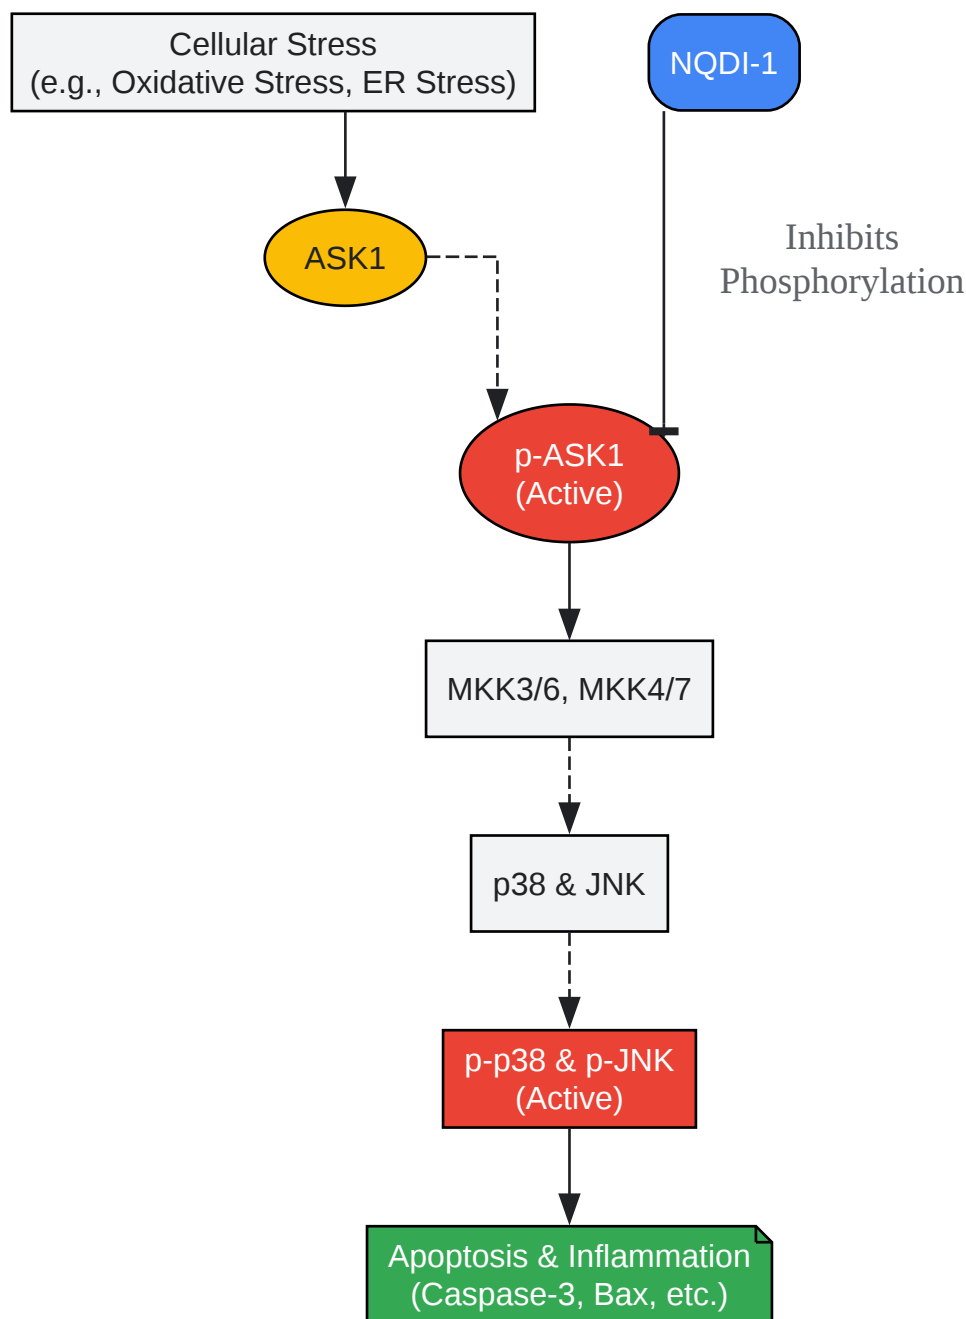 Cellular Stress
(e.g., Oxidative Stress, ER Stress)
NQDI-1
Inhibits
Phosphorylation
ASK1
p-ASK1
(Active)
MKK3/6, MKK4/7
p38 & JNK
p-p38 & p-JNK
(Active)
Apoptosis & Inflammation
(Caspase-3, Bax, etc.)